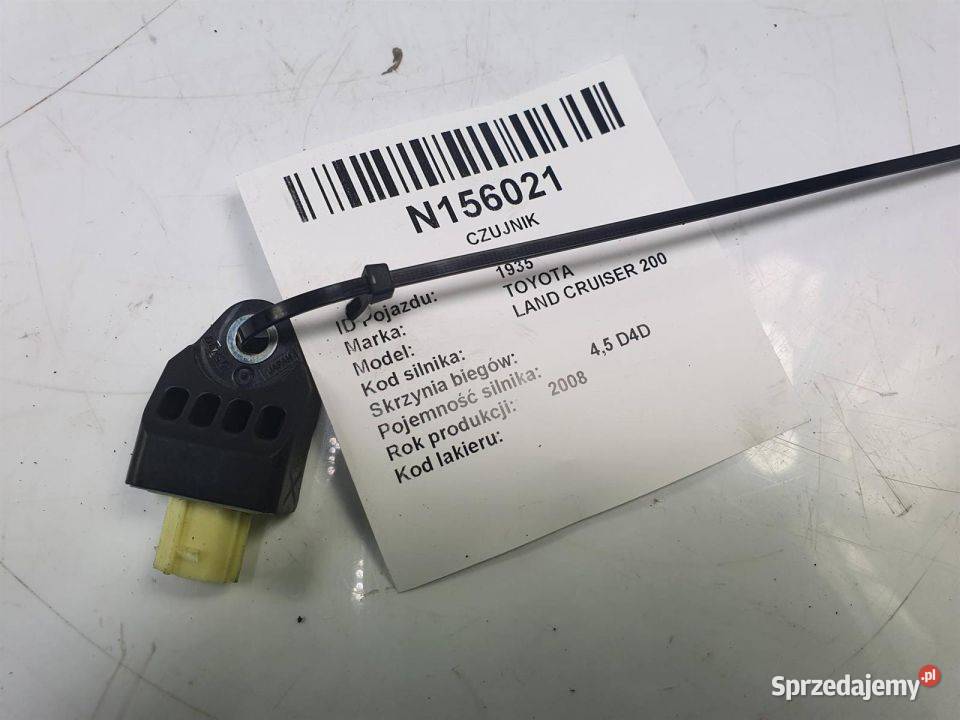 N156021
CZUJNIK
ID Pojazdu: 1935
Marka: TOYOTA
Model: LAND CRUISER 200
Kod silnika:
Skrzynia biegów:
Pojemność silnika: 4,5 D4D
Rok produkcji: 2008
Kod lakieru:
Sprzedajemy.pl